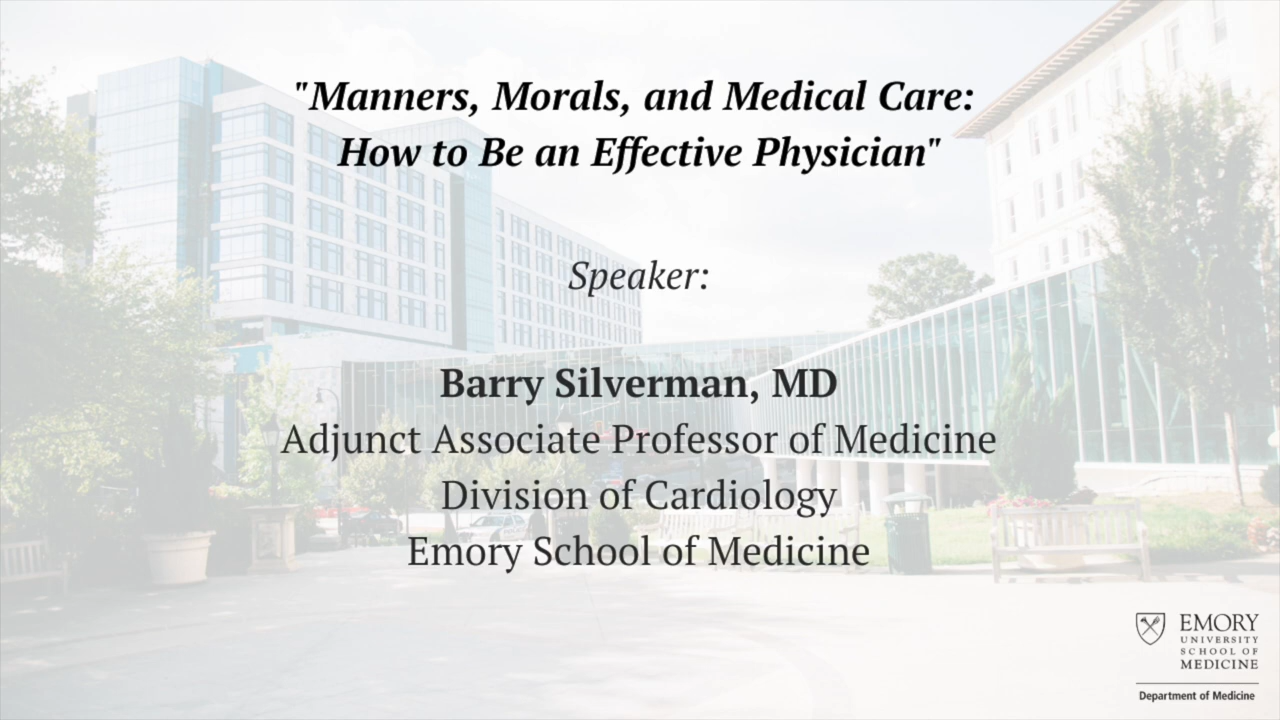 "Manners, Morals, and Medical Care:
How to Be an Effective Physician"
Speaker:
Barry Silverman, MD
Adjunct Associate Professor of Medicine
Division of Cardiology
Emory School of Medicine
EMORY
UNIVERSITY
SCHOOL OF
MEDICINE
Department of Medicine